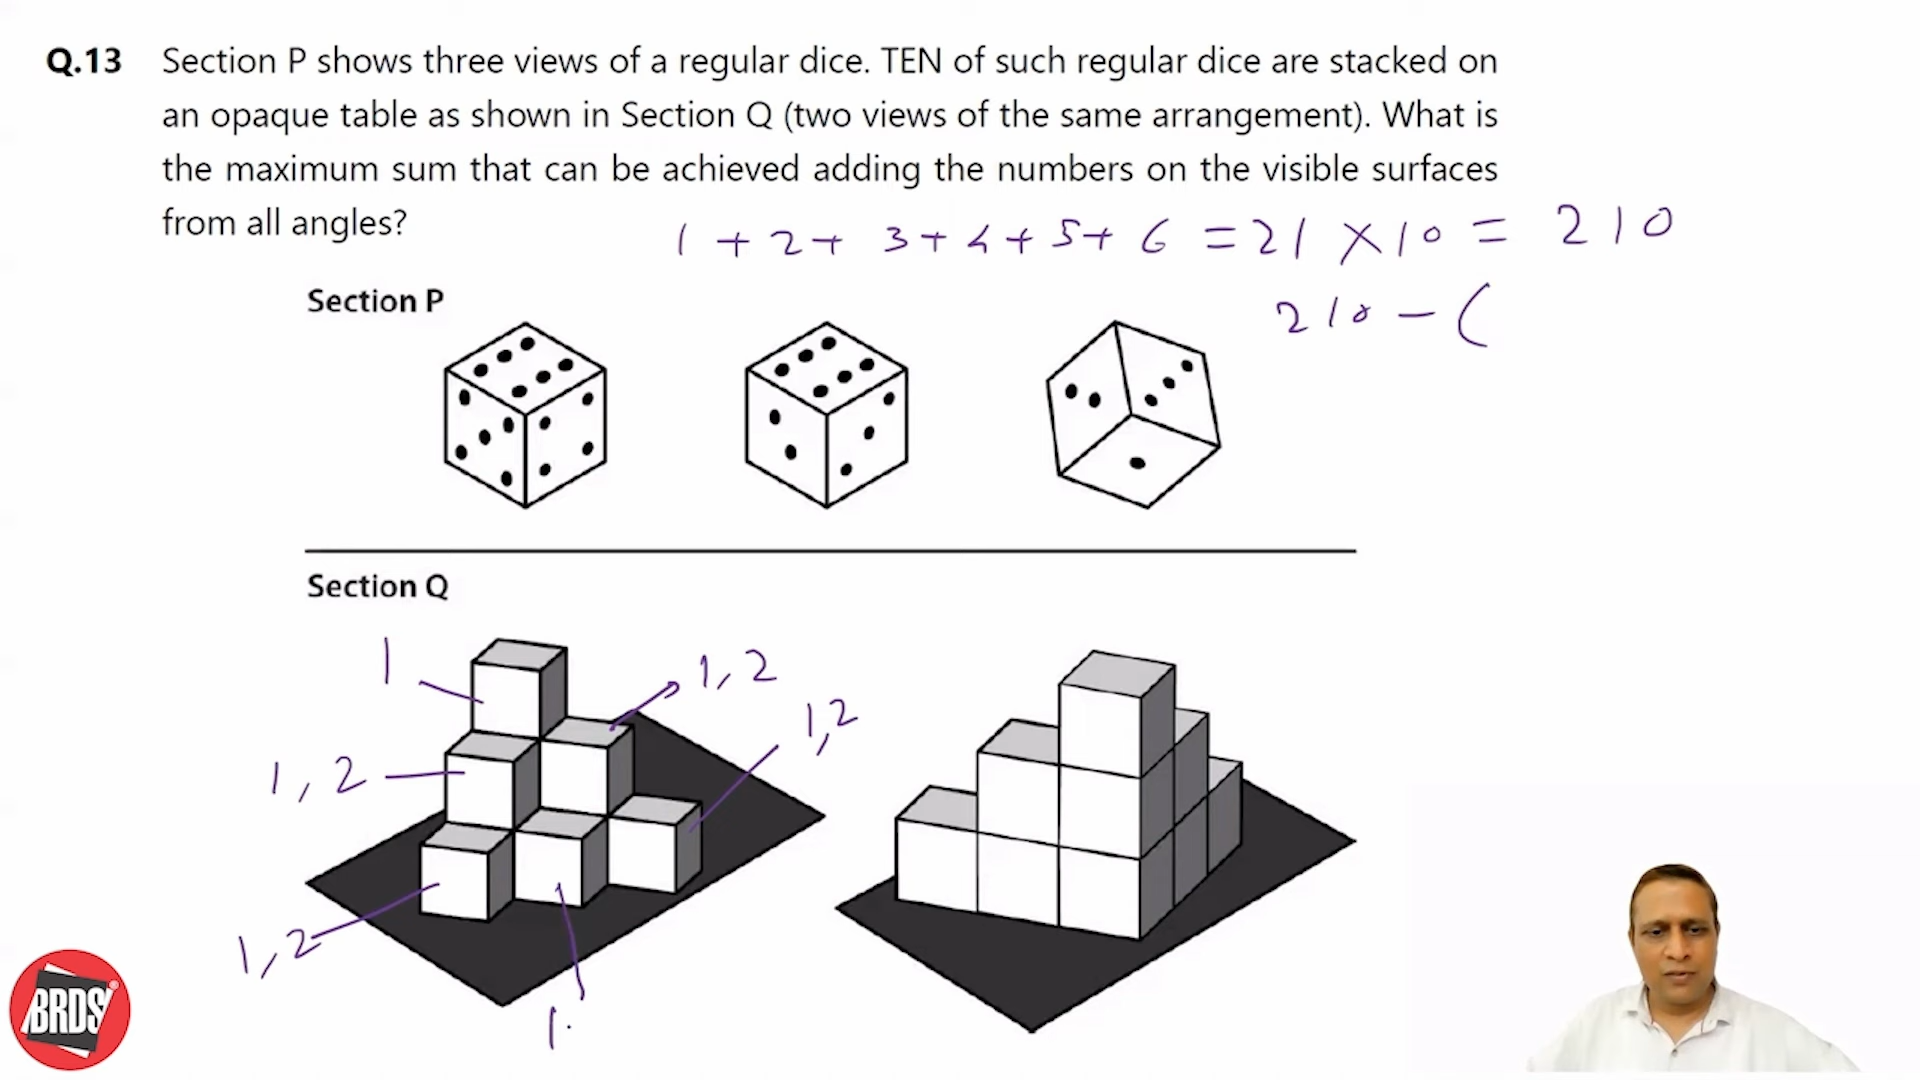 Q.13 Section P shows three views of a regular dice. TEN of such regular dice are stacked on
an opaque table as shown in Section Q (two views of the same arrangement). What is
the maximum sum that can be achieved adding the numbers on the visible surfaces
from all angles?
1 + 2 + 3 + 4 + 5 + 6 = 21 × 10 = 210
210 - (
Section P
Section Q
1
1, 2
1, 2
1, 2
1, 2
1.
BRDS